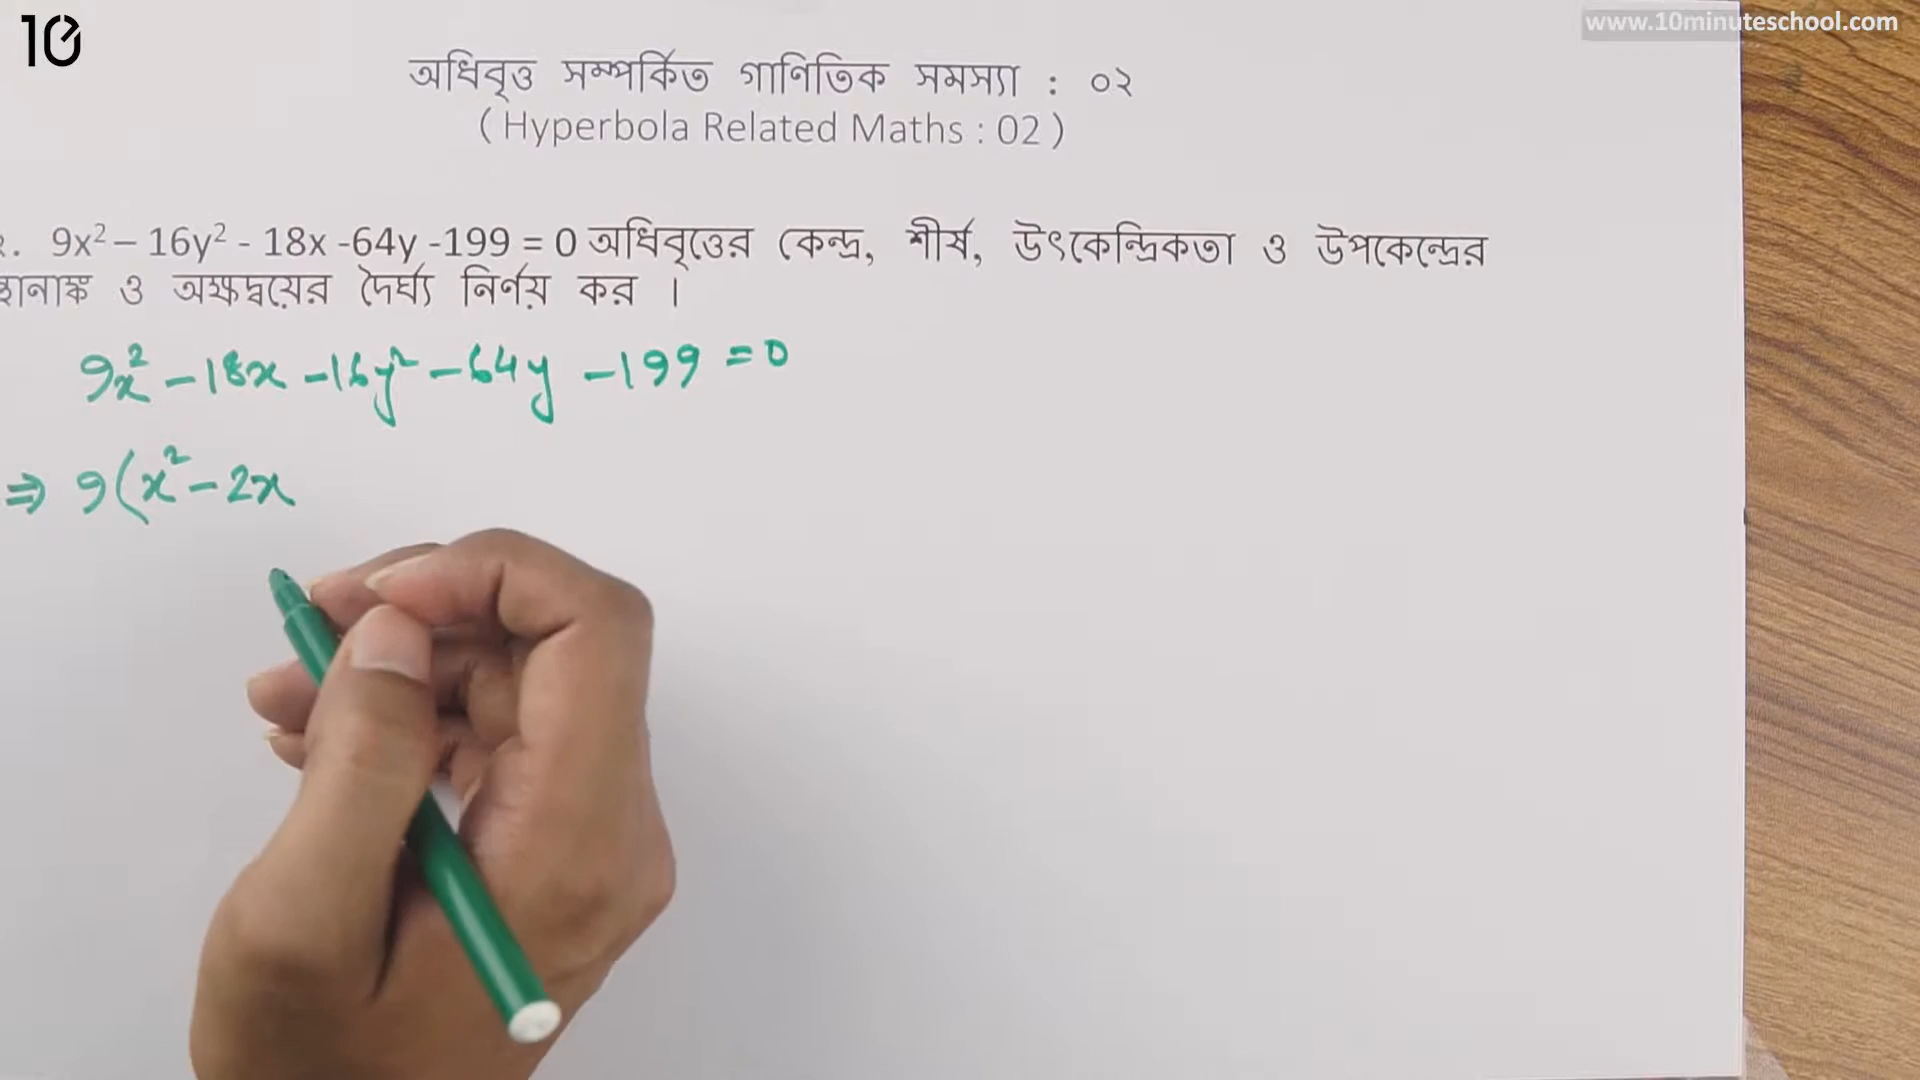 10
www.10minuteschool.com
অধিবৃত্ত সম্পর্কিত গাণিতিক সমস্যা : ০২
( Hyperbola Related Maths : 02 )
২. 9x² – 16y² - 18x -64y -199 = 0 অধিবৃত্তের কেন্দ্র, শীর্ষ, উৎকেন্দ্রিকতা ও উপকেন্দ্রের
স্থানাঙ্ক ও অক্ষদ্বয়ের দৈর্ঘ্য নির্ণয় কর ।
9x² - 18x - 16y² - 64y - 199 = 0
⇒ 9(x² - 2x